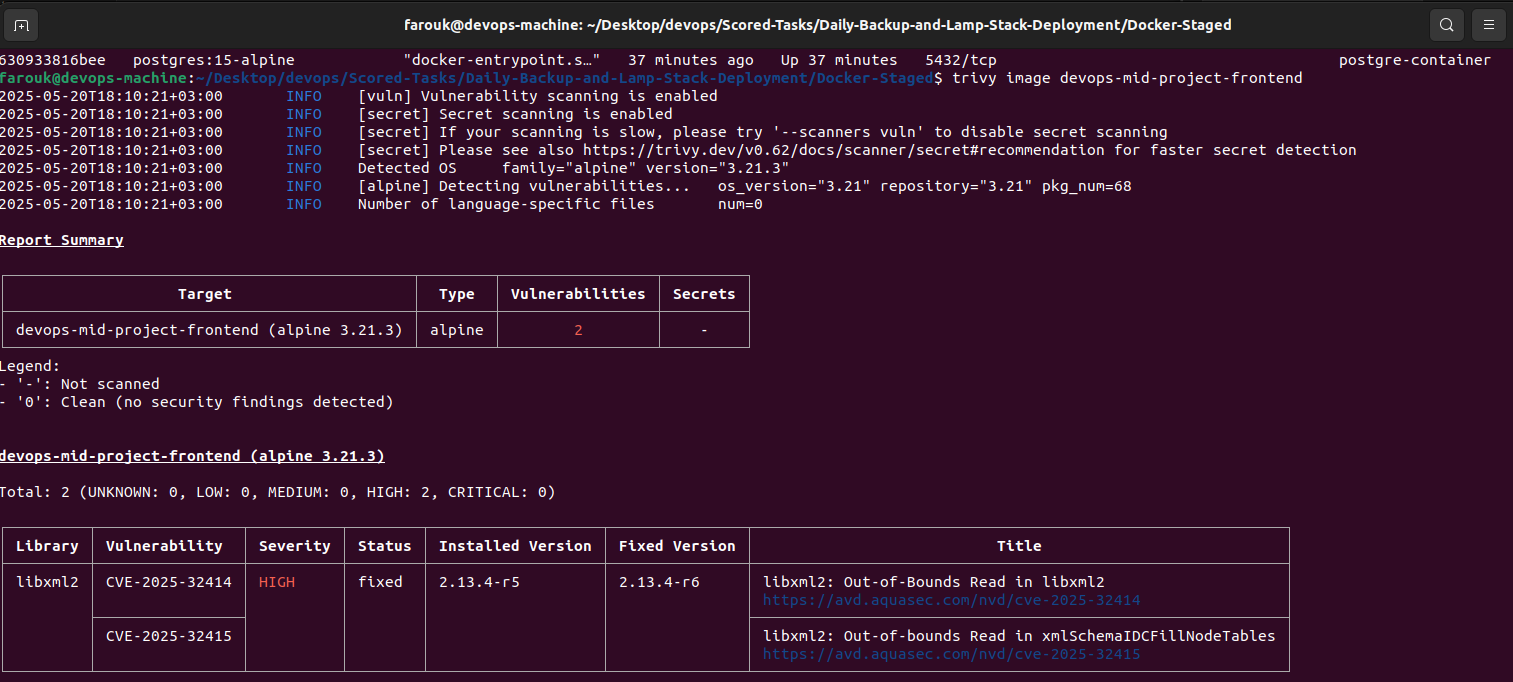 farouk@devops-machine: ~/Desktop/devops/Scored-Tasks/Daily-Backup-and-Lamp-Stack-Deployment/Docker-Staged
630933816bee   postgres:15-alpine            "docker-entrypoint.s…"   37 minutes ago   Up 37 minutes   5432/tcp                                      postgre-container
farouk@devops-machine:~/Desktop/devops/Scored-Tasks/Daily-Backup-and-Lamp-Stack-Deployment/Docker-Staged$ trivy image devops-mid-project-frontend
2025-05-20T18:10:21+03:00       INFO    [vuln] Vulnerability scanning is enabled
2025-05-20T18:10:21+03:00       INFO    [secret] Secret scanning is enabled
2025-05-20T18:10:21+03:00       INFO    [secret] If your scanning is slow, please try '--scanners vuln' to disable secret scanning
2025-05-20T18:10:21+03:00       INFO    [secret] Please see also https://trivy.dev/v0.62/docs/scanner/secret#recommendation for faster secret detection
2025-05-20T18:10:21+03:00       INFO    Detected OS     family="alpine" version="3.21.3"
2025-05-20T18:10:21+03:00       INFO    [alpine] Detecting vulnerabilities...   os_version="3.21" repository="3.21" pkg_num=68
2025-05-20T18:10:21+03:00       INFO    Number of language-specific files       num=0
Report Summary
Target   Type   Vulnerabilities   Secrets
devops-mid-project-frontend (alpine 3.21.3)   alpine   2   -
Legend:
- '-': Not scanned
- '0': Clean (no security findings detected)
devops-mid-project-frontend (alpine 3.21.3)
Total: 2 (UNKNOWN: 0, LOW: 0, MEDIUM: 0, HIGH: 2, CRITICAL: 0)
Library   Vulnerability   Severity   Status   Installed Version   Fixed Version   Title
libxml2   CVE-2025-32414   HIGH   fixed   2.13.4-r5   2.13.4-r6   libxml2: Out-of-Bounds Read in libxml2
https://avd.aquasec.com/nvd/cve-2025-32414
CVE-2025-32415   libxml2: Out-of-bounds Read in xmlSchemaIDCFillNodeTables
https://avd.aquasec.com/nvd/cve-2025-32415